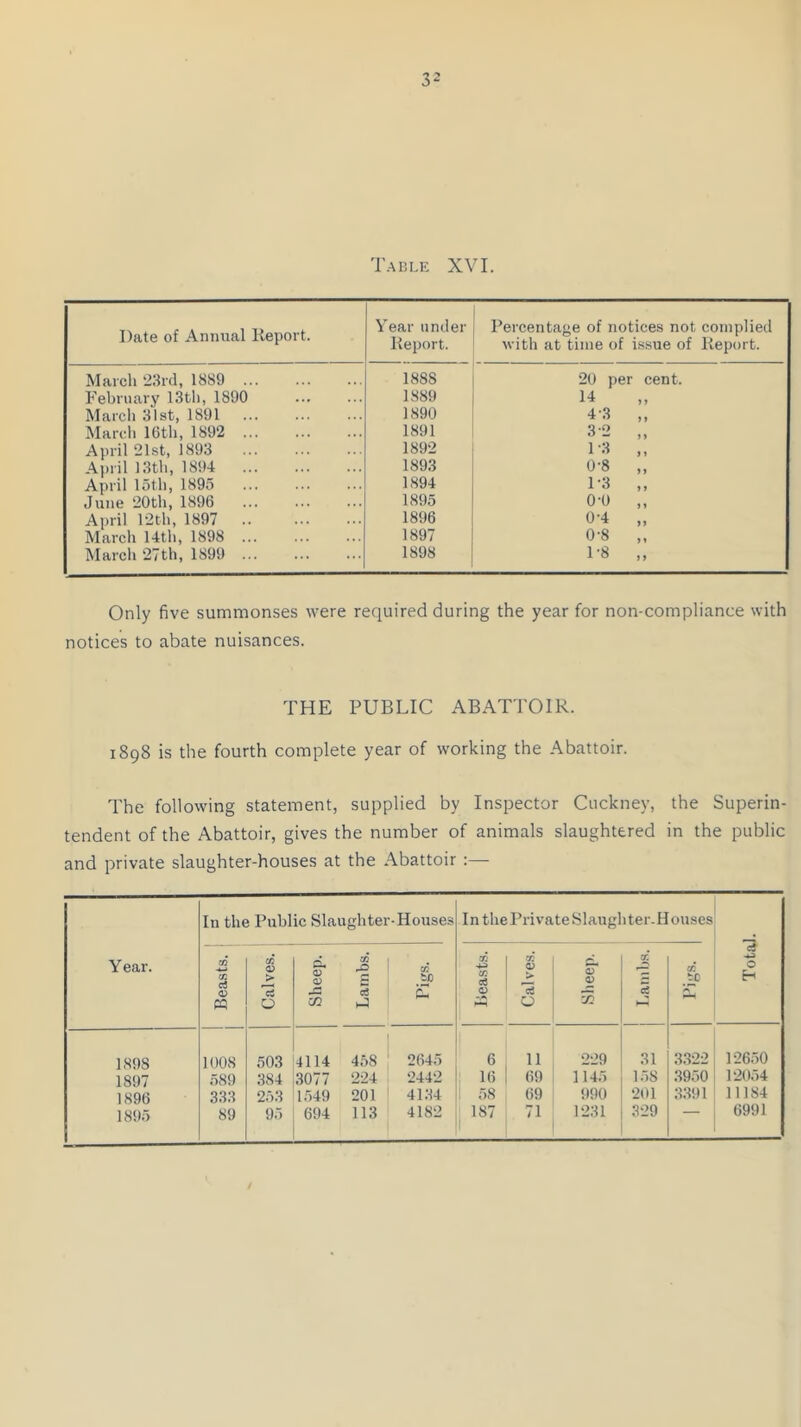 32
TABLE XVI.
Date of Annual Report. Year under Report. Percentage of notices not complied with at time of issue of Report.
March 23rd, 1889 ... ... ... 1888 20 per cent.
February 13th, 1890 ... ... 1889 14 ,,
March 31st, 1891 ... ... ... 1890 4·3 ,,
March 16th, 1892 ... ... ... 1891 3·2 ,,
April 21st, 1893 ... ... ... 1892 1·3 ,,
April 13th, 1894 ... ... ... 1893 0·8 ,,
April 15th, 1895 ... ... ... 1894 1·3 ,,
June 20th, 1896 ... ... ... 1895 0·0 ,,
April 12th, 1897 .. ... ... 1896 0·4 ,,
March 14th, 1898 ... ... ... 1897 0·8 ,,
March 27th, 1899 ... ... ... 1898 1·8 ,,
Only five summonses were required during the year for non-compliance with
notices to abate nuisances.
THE PUBLIC ABATTOIR.
1898 is the fourth complete year of working the Abattoir.
The following statement, supplied by Inspector Cuckney, the Superin-
tendent of the Abattoir, gives the number of animals slaughtered in the public
and private slaughter-houses at the Abattoir :—
Year. In the Public Slaughter-Houses In the Private Slaughter-Houses Total.
Beasts. Calves. Sheep. Lambs. Pigs. Beasts. Calves. Sheep. Lambs. Pigs.
1898 1008 503 4114 458 2645 6 11 229 31 3322 12650
1897 589 384 3077 224 2442 16 69 1145 158 3950 12054
1896 333 253 1549 201 4134 58 69 990 201 3391 11184
1895 89 95 694 113 4182 187 71 1231 329 — 6991